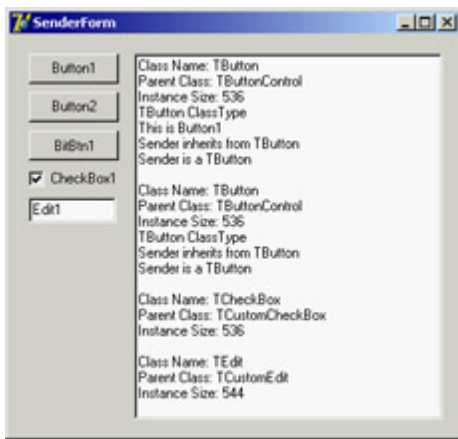 SenderForm
Button1
Button2
BitBtn1
CheckBox1
Edit1
Class Name: TButton
Parent Class: TButtonControl
Instance Size: 536
TButton ClassType
This is Button1
Sender inherits from TButton
Sender is a TButton
Class Name: TButton
Parent Class: TButtonControl
Instance Size: 536
TButton ClassType
Sender inherits from TButton
Sender is a TButton
Class Name: TCheckBox
Parent Class: TCustomCheckBox
Instance Size: 536
Class Name: TEdit
Parent Class: TCustomEdit
Instance Size: 544